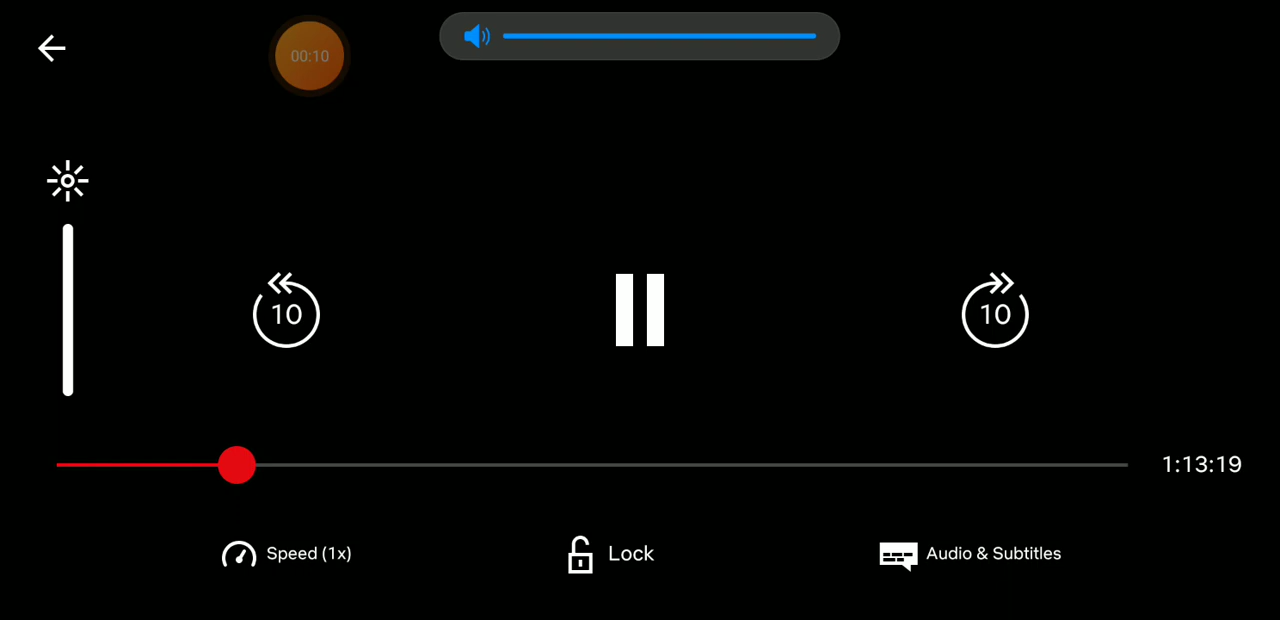 00:10
10
10
1:13:19
Speed (1x)
Lock
Audio & Subtitles